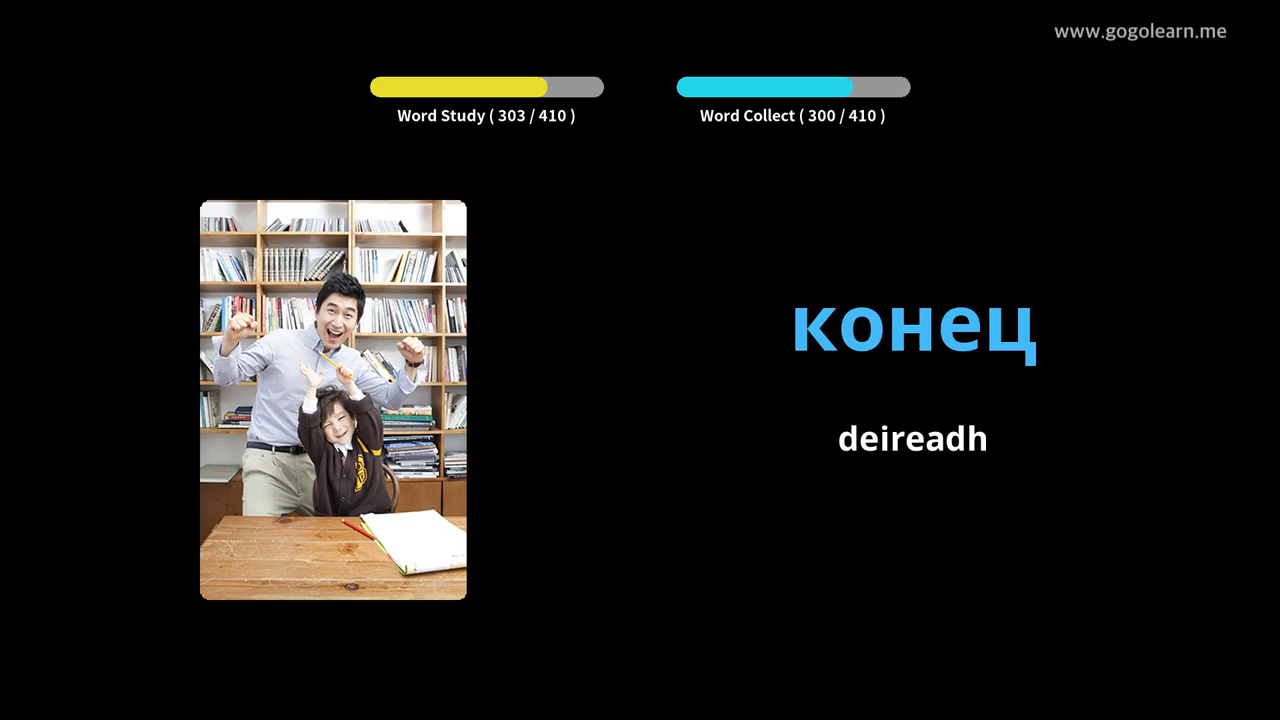 www.gogolearn.me
Word Study ( 303 / 410 )
Word Collect ( 300 / 410 )
конец
deireadh